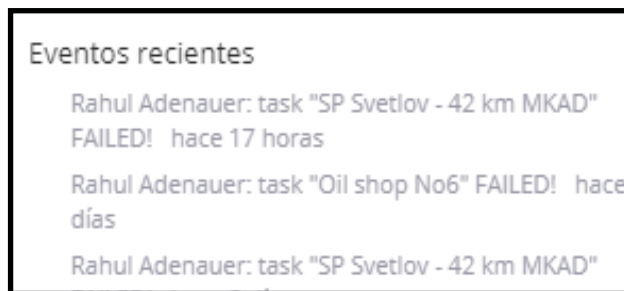 Eventos recientes
Rahul Adenauer: task "SP Svetlov - 42 km MKAD"
FAILED!   hace 17 horas
Rahul Adenauer: task "Oil shop No6" FAILED!   hace
días
Rahul Adenauer: task "SP Svetlov - 42 km MKAD"